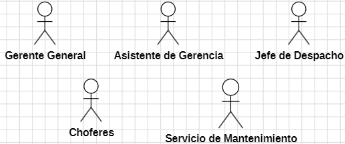 Gerente General
Asistente de Gerencia
Jefe de Despacho
Choferes
Servicio de Mantenimiento